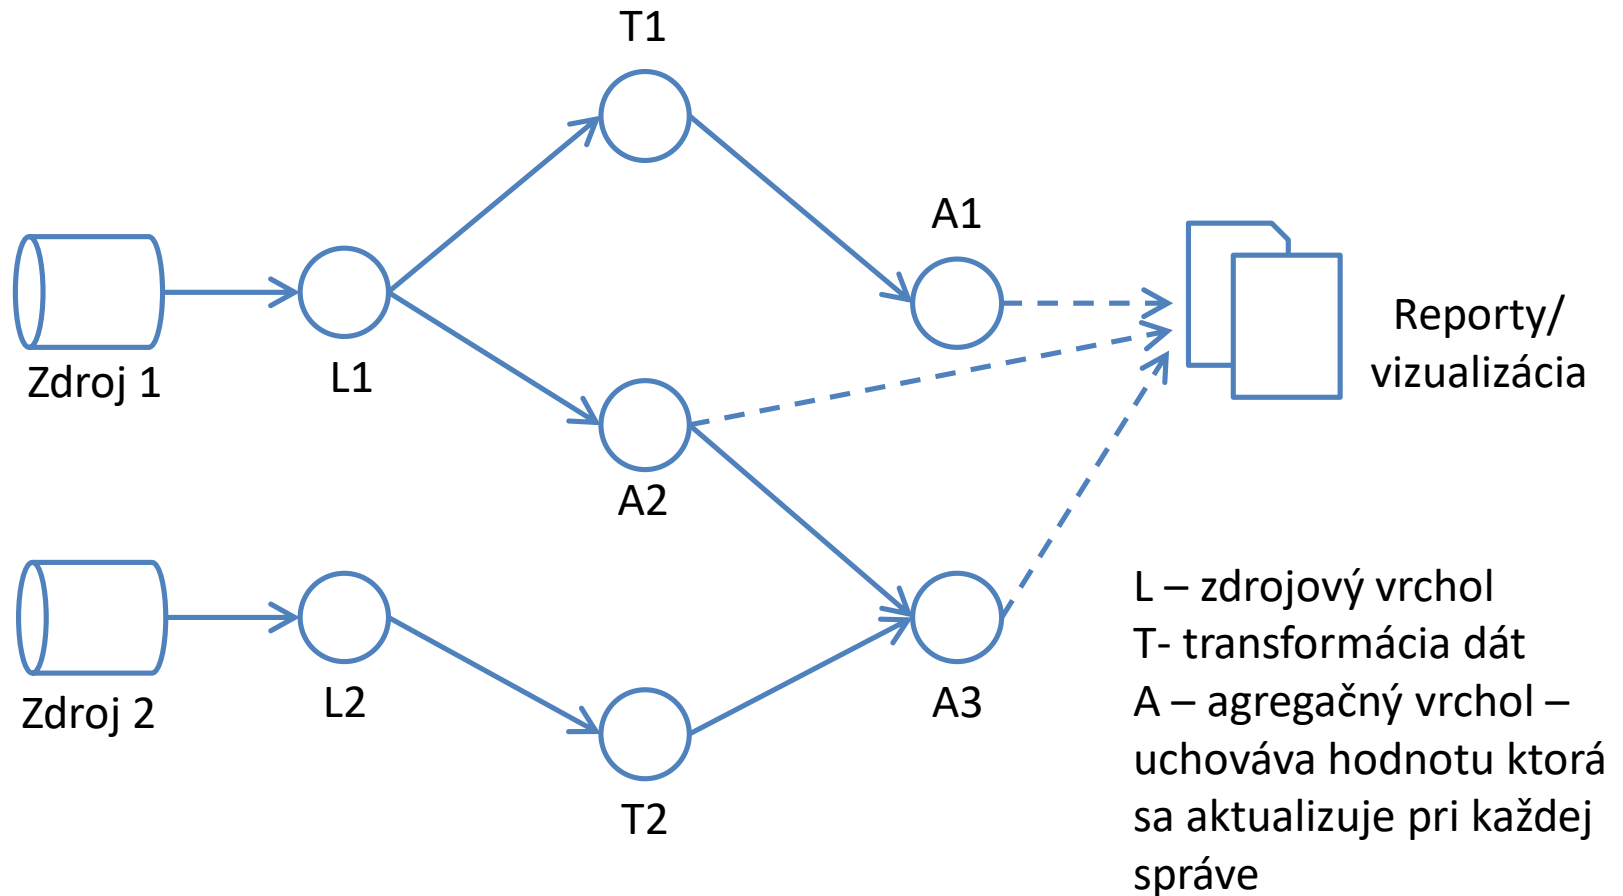 T1
A1
Zdroj 1
L1
Reporty/
vizualizácia
A2
Zdroj 2
L2
A3
T2
L – zdrojový vrchol
T- transformácia dát
A – agregačný vrchol –
uchováva hodnotu ktorá
sa aktualizuje pri každej
správe